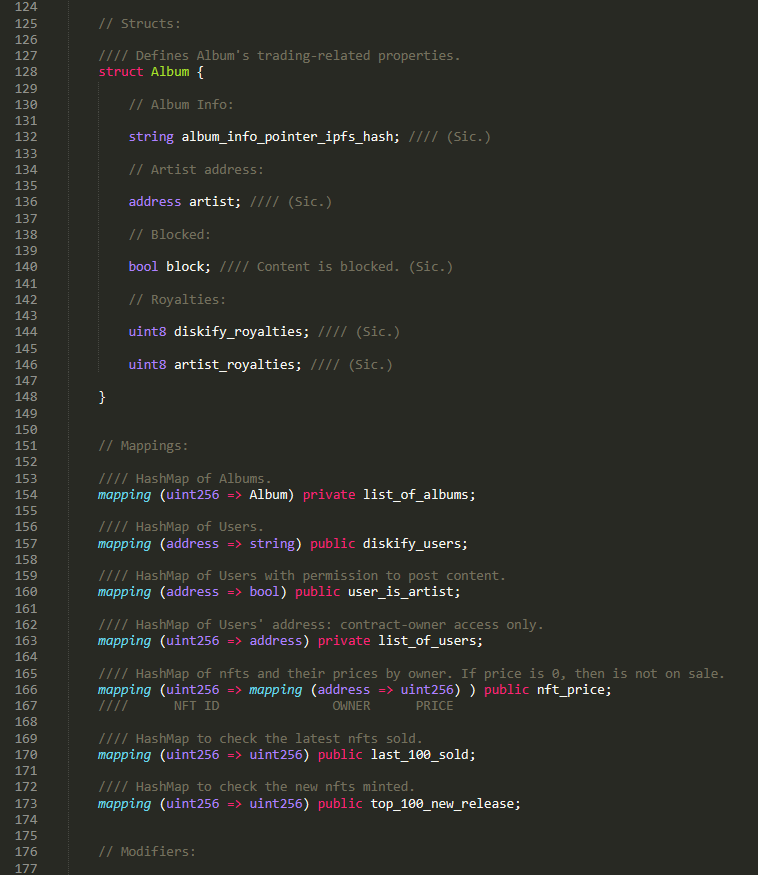 124
125 // Structs:
126
127 //// Defines Album's trading-related properties.
128 struct Album {
129
130 // Album Info:
131
132 string album_info_pointer_ipfs_hash; //// (Sic.)
133
134 // Artist address:
135
136 address artist; //// (Sic.)
137
138 // Blocked:
139
140 bool block; //// Content is blocked. (Sic.)
141
142 // Royalties:
143
144 uint8 diskify_royalties; //// (Sic.)
145
146 uint8 artist_royalties; //// (Sic.)
147
148 }
149
150
151 // Mappings:
152
153 //// HashMap of Albums.
154 mapping (uint256 => Album) private list_of_albums;
155
156 //// HashMap of Users.
157 mapping (address => string) public diskify_users;
158
159 //// HashMap of Users with permission to post content.
160 mapping (address => bool) public user_is_artist;
161
162 //// HashMap of Users' address: contract-owner access only.
163 mapping (uint256 => address) private list_of_users;
164
165 //// HashMap of nfts and their prices by owner. If price is 0, then is not on sale.
166 mapping (uint256 => mapping (address => uint256) ) public nft_price;
167 //// NFT ID OWNER PRICE
168
169 //// HashMap to check the latest nfts sold.
170 mapping (uint256 => uint256) public last_100_sold;
171
172 //// HashMap to check the new nfts minted.
173 mapping (uint256 => uint256) public top_100_new_release;
174
175
176 // Modifiers:
177